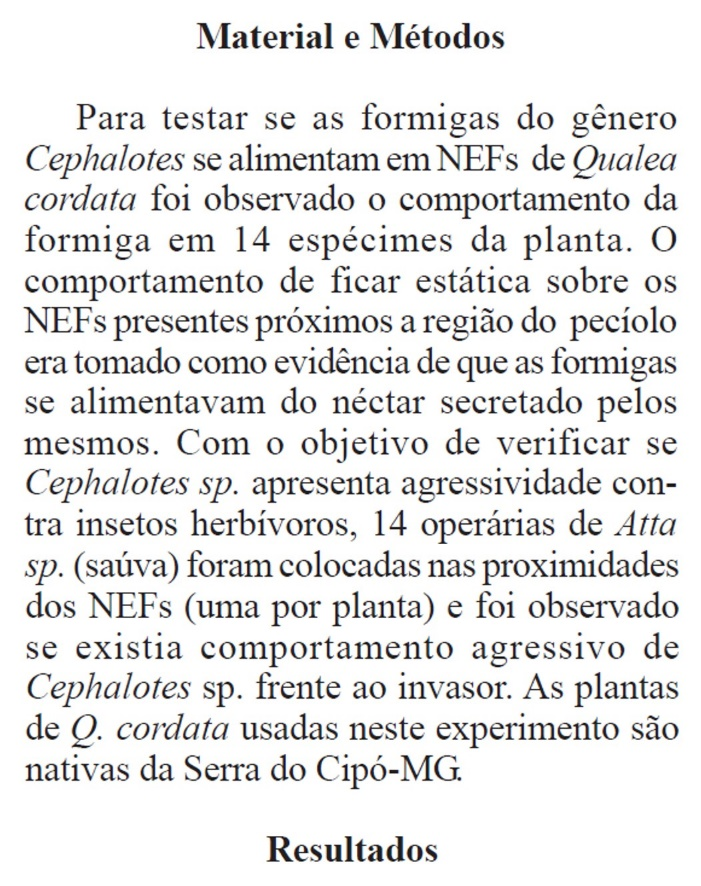 Material e Métodos
Para testar se as formigas do gênero
Cephalotes se alimentam em NEFs de Qualea
cordata foi observado o comportamento da
formiga em 14 espécimes da planta. O
comportamento de ficar estática sobre os
NEFs presentes próximos a região do pecíolo
era tomado como evidência de que as formigas
se alimentavam do néctar secretado pelos
mesmos. Com o objetivo de verificar se
Cephalotes sp. apresenta agressividade con-
tra insetos herbívoros, 14 operárias de Atta
sp. (saúva) foram colocadas nas proximidades
dos NEFs (uma por planta) e foi observado
se existia comportamento agressivo de
Cephalotes sp. frente ao invasor. As plantas
de Q. cordata usadas neste experimento são
nativas da Serra do Cipó-MG.
Resultados